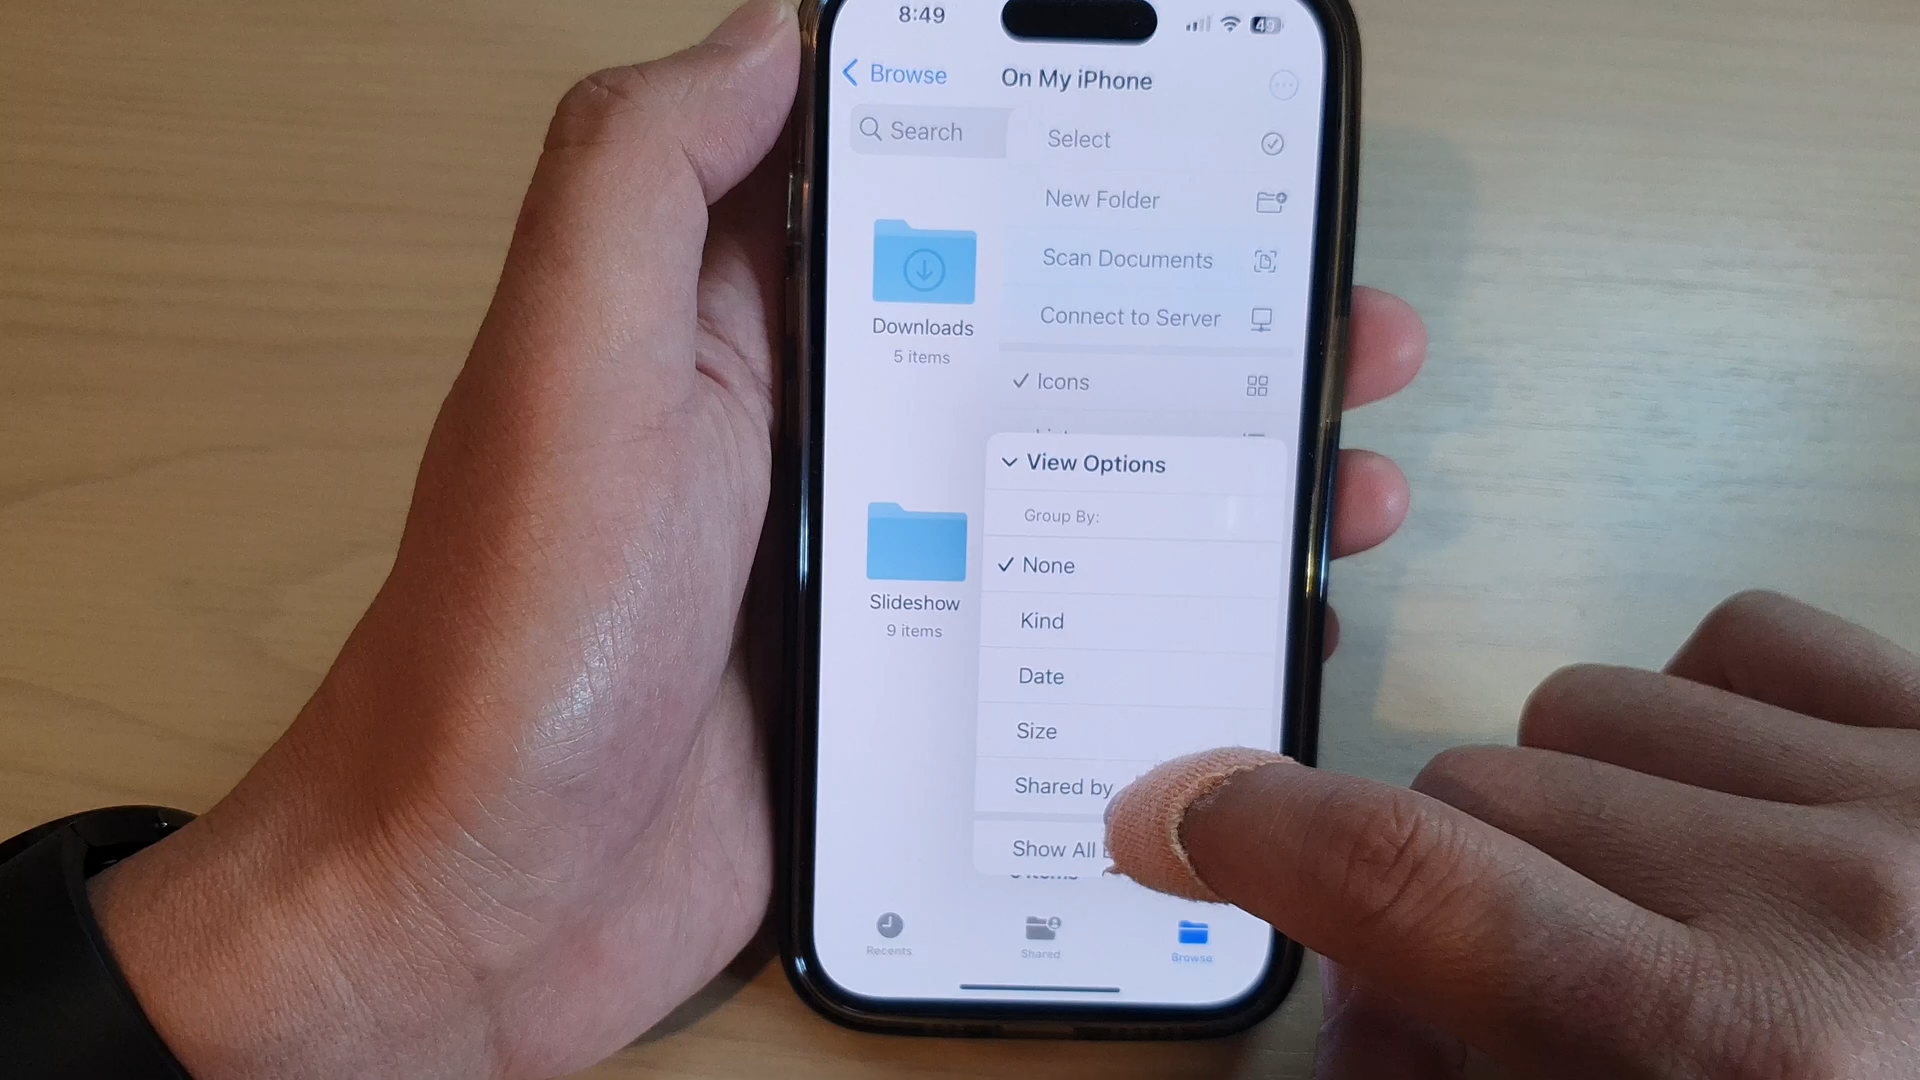 8:49
49
Browse
On My iPhone
Search
Select
New Folder
Scan Documents
Connect to Server
Downloads
5 items
Icons
View Options
Group By:
None
Kind
Date
Size
Shared by
Show All
Slideshow
9 items
Recents
Shared
Browse